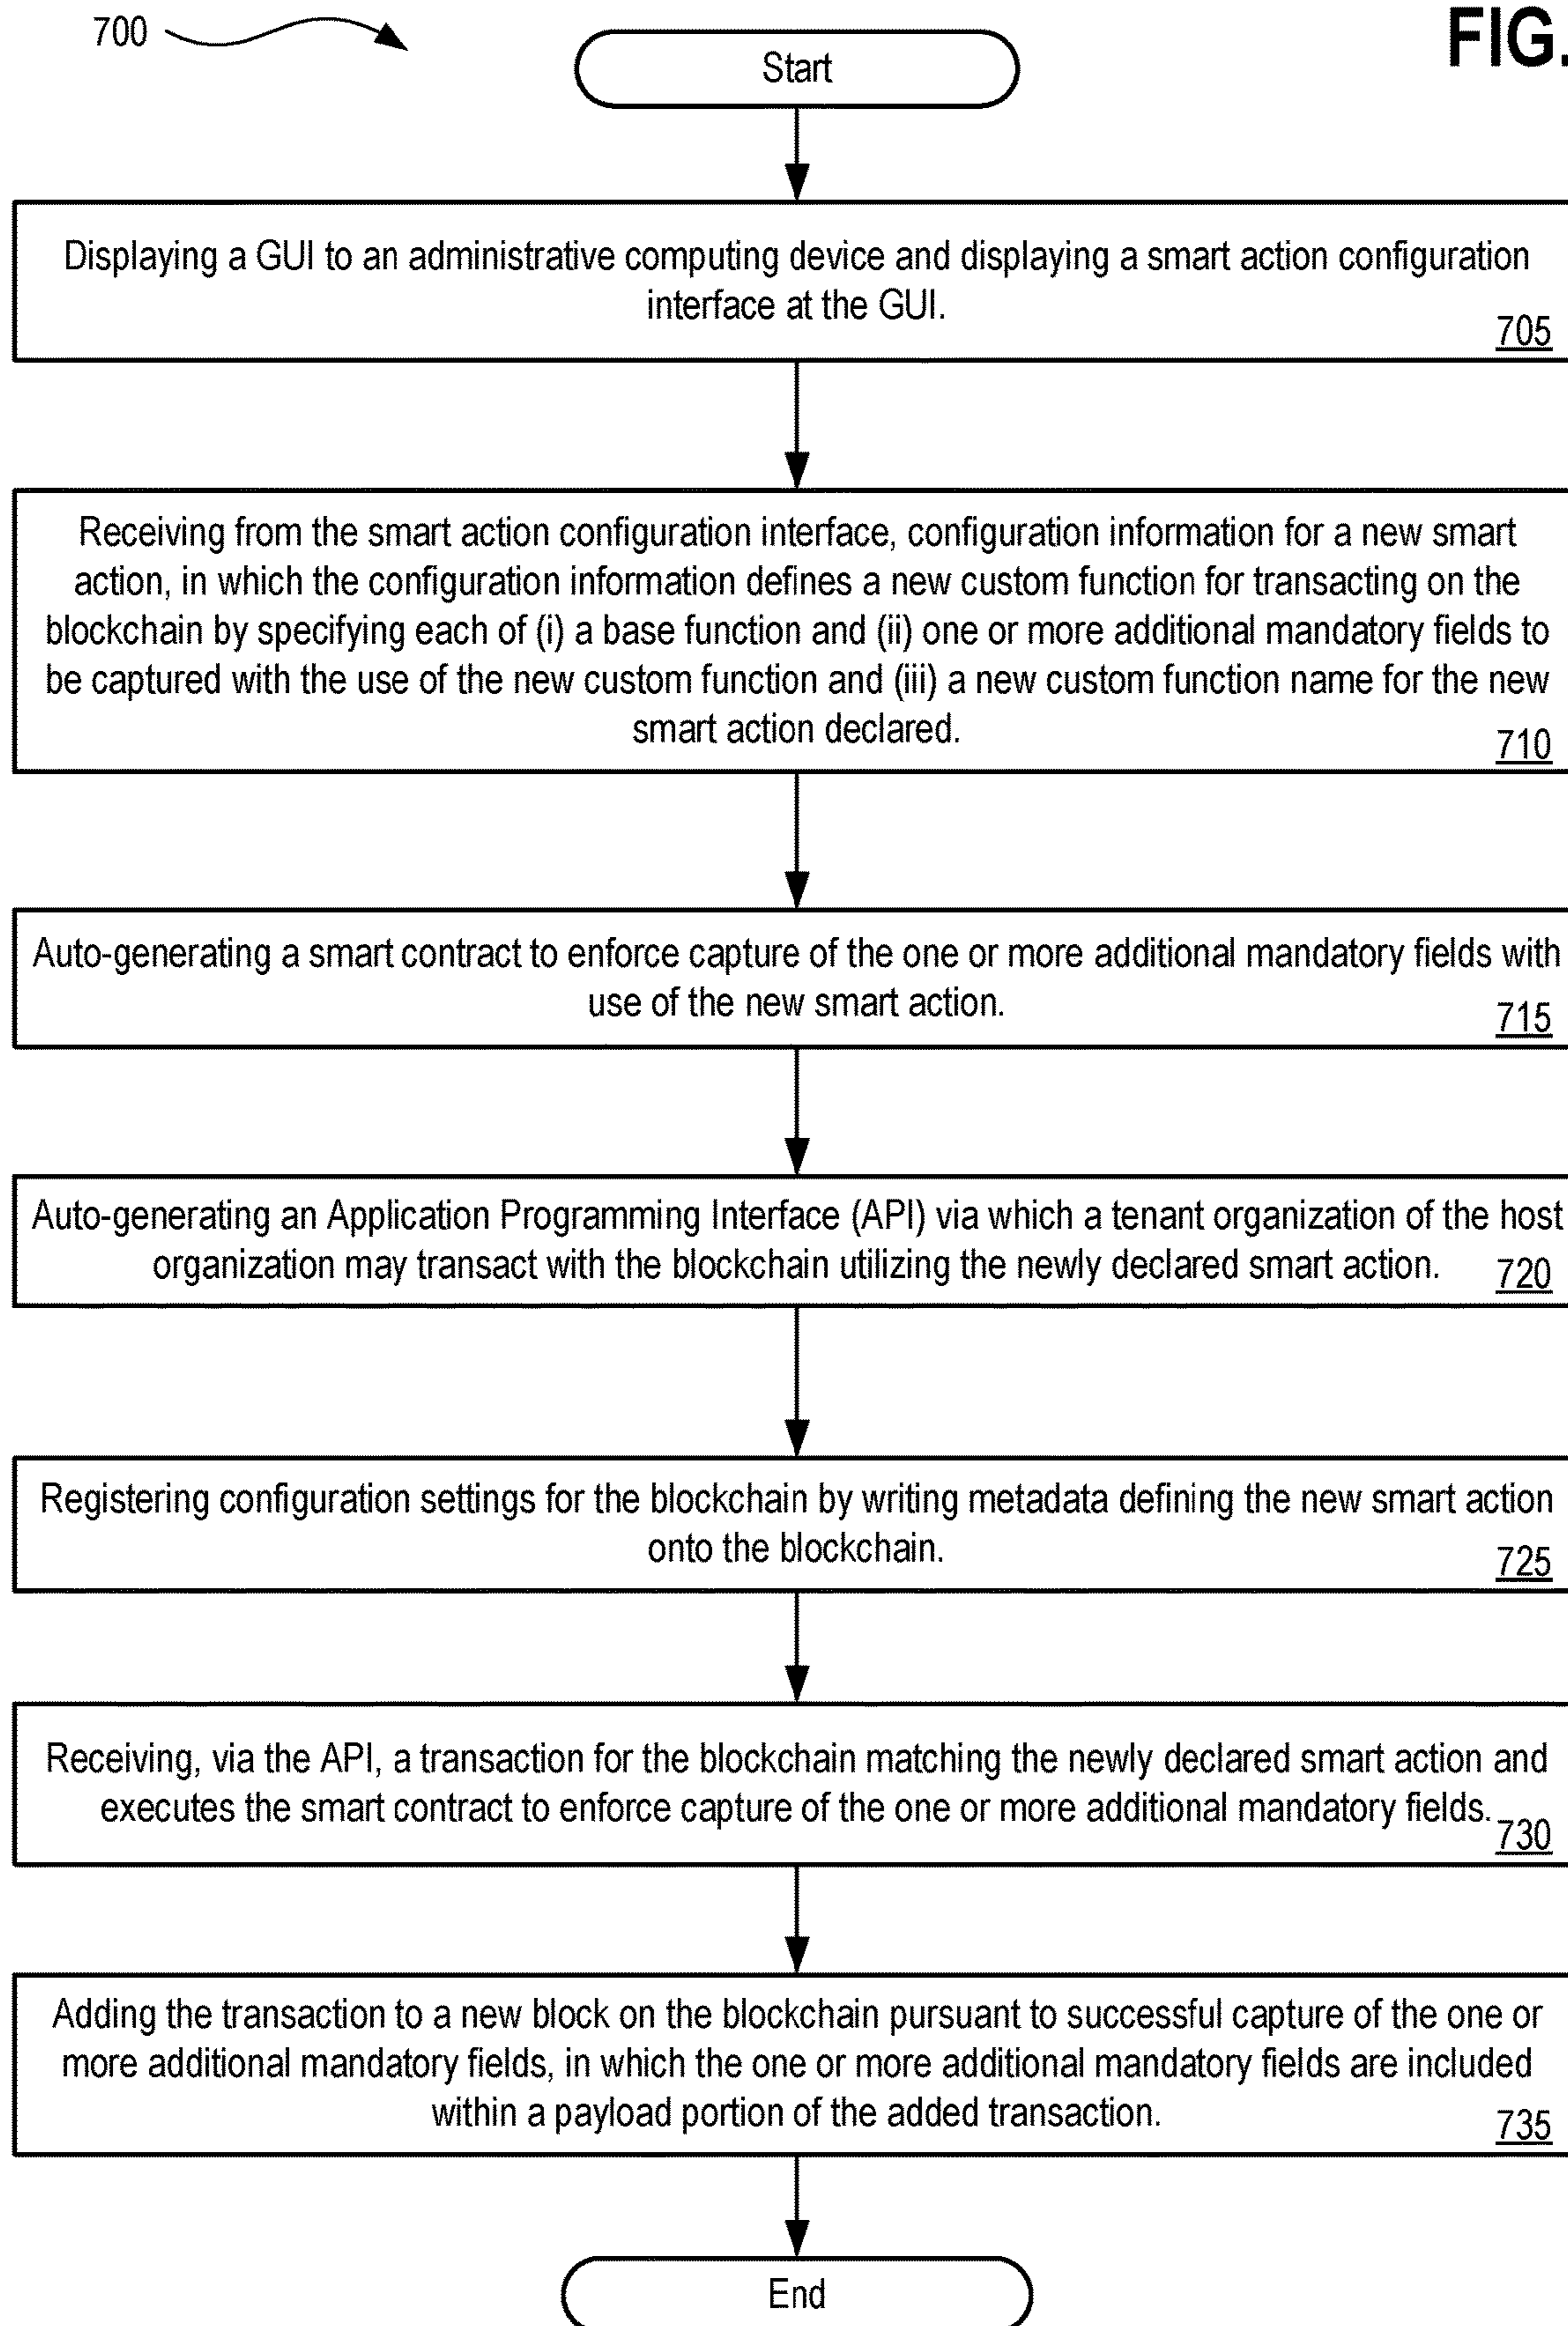 700
FIG.
Start
Displaying a GUI to an administrative computing device and displaying a smart action configuration
interface at the GUI.
705
Receiving from the smart action configuration interface, configuration information for a new smart
action, in which the configuration information defines a new custom function for transacting on the
blockchain by specifying each of (i) a base function and (ii) one or more additional mandatory fields to
be captured with the use of the new custom function and (iii) a new custom function name for the new
smart action declared.
710
Auto-generating a smart contract to enforce capture of the one or more additional mandatory fields with
use of the new smart action.
715
Auto-generating an Application Programming Interface (API) via which a tenant organization of the host
organization may transact with the blockchain utilizing the newly declared smart action.
720
Registering configuration settings for the blockchain by writing metadata defining the new smart action
onto the blockchain.
725
Receiving, via the API, a transaction for the blockchain matching the newly declared smart action and
executes the smart contract to enforce capture of the one or more additional mandatory fields.
730
Adding the transaction to a new block on the blockchain pursuant to successful capture of the one or
more additional mandatory fields, in which the one or more additional mandatory fields are included
within a payload portion of the added transaction.
735
End